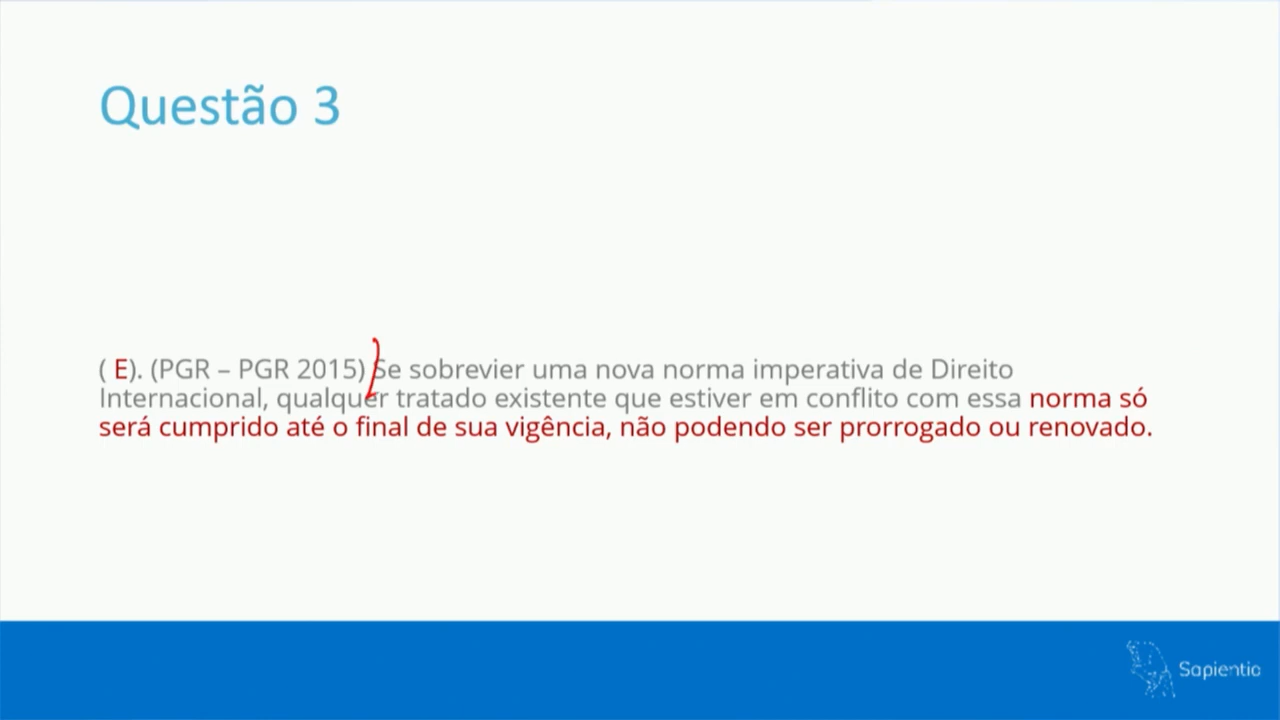 Questão 3
( E). (PGR – PGR 2015) Se sobrevier uma nova norma imperativa de Direito
Internacional, qualquer tratado existente que estiver em conflito com essa norma só
será cumprido até o final de sua vigência, não podendo ser prorrogado ou renovado.
Sapientia